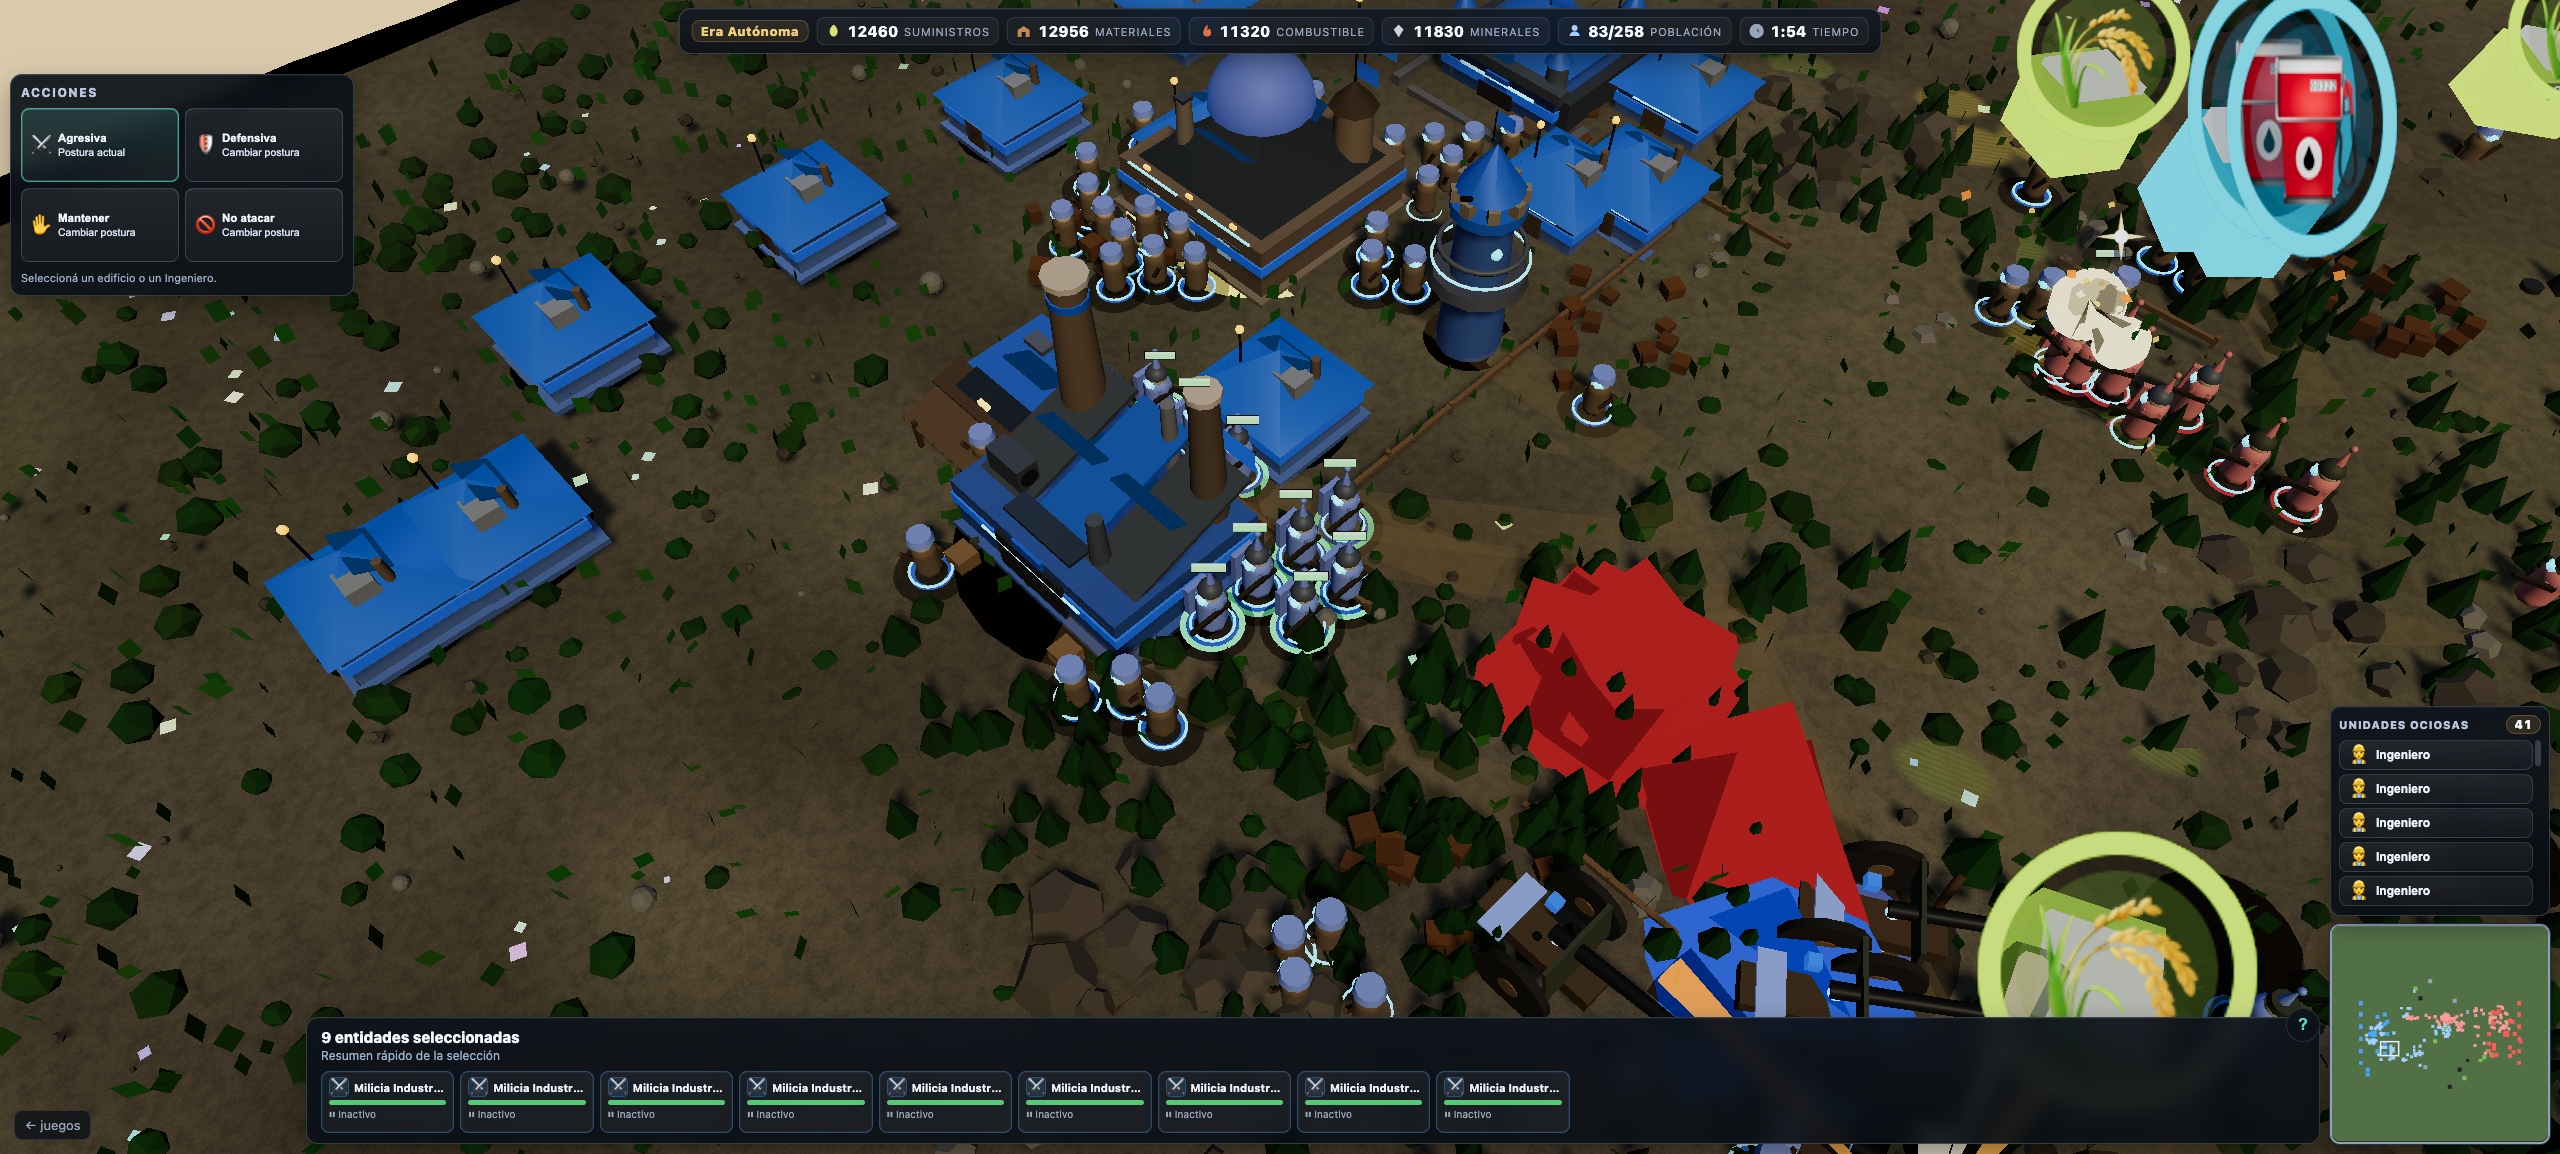 Era Autónoma
12460 SUMINISTROS
12956 MATERIALES
11320 COMBUSTIBLE
11830 MINERALES
83/258 POBLACIÓN
1:54 TIEMPO
ACCIONES
Agresiva
Postura actual
Defensiva
Cambiar postura
Mantener
Cambiar postura
No atacar
Cambiar postura
Seleccioná un edificio o un Ingeniero.
UNIDADES OCIOSAS 41
Ingeniero
Ingeniero
Ingeniero
Ingeniero
Ingeniero
?
9 entidades seleccionadas
Resumen rápido de la selección
Milicia Industr...
Inactivo
Milicia Industr...
Inactivo
Milicia Industr...
Inactivo
Milicia Industr...
Inactivo
Milicia Industr...
Inactivo
Milicia Industr...
Inactivo
Milicia Industr...
Inactivo
Milicia Industr...
Inactivo
Milicia Industr...
Inactivo
← juegos